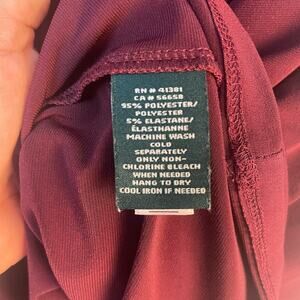 RN # 41381
CA # 56658
95% POLYESTER/
POLYESTER
5% ELASTANE/
ÉLASTHANNE
MACHINE WASH
COLD
SEPARATELY
ONLY NON-
CHLORINE BLEACH
WHEN NEEDED
HANG TO DRY
COOL IRON IF NEEDED